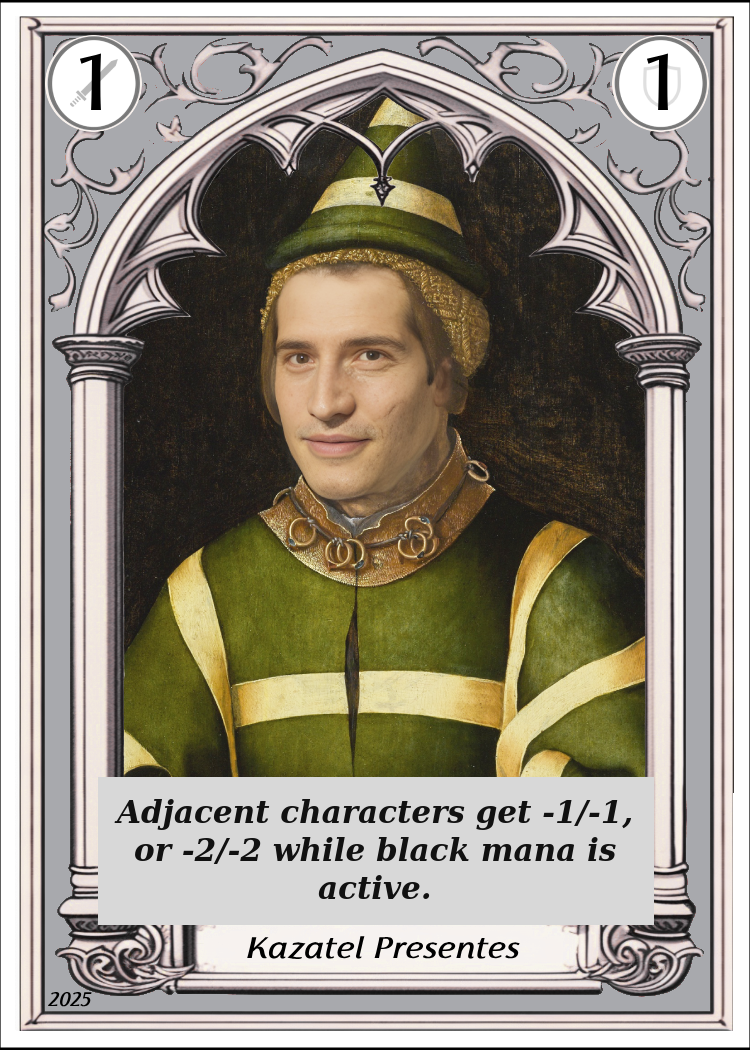 1 1
Adjacent characters get -1/-1,
or -2/-2 while black mana is
active.
Kazatel Presentes
2025